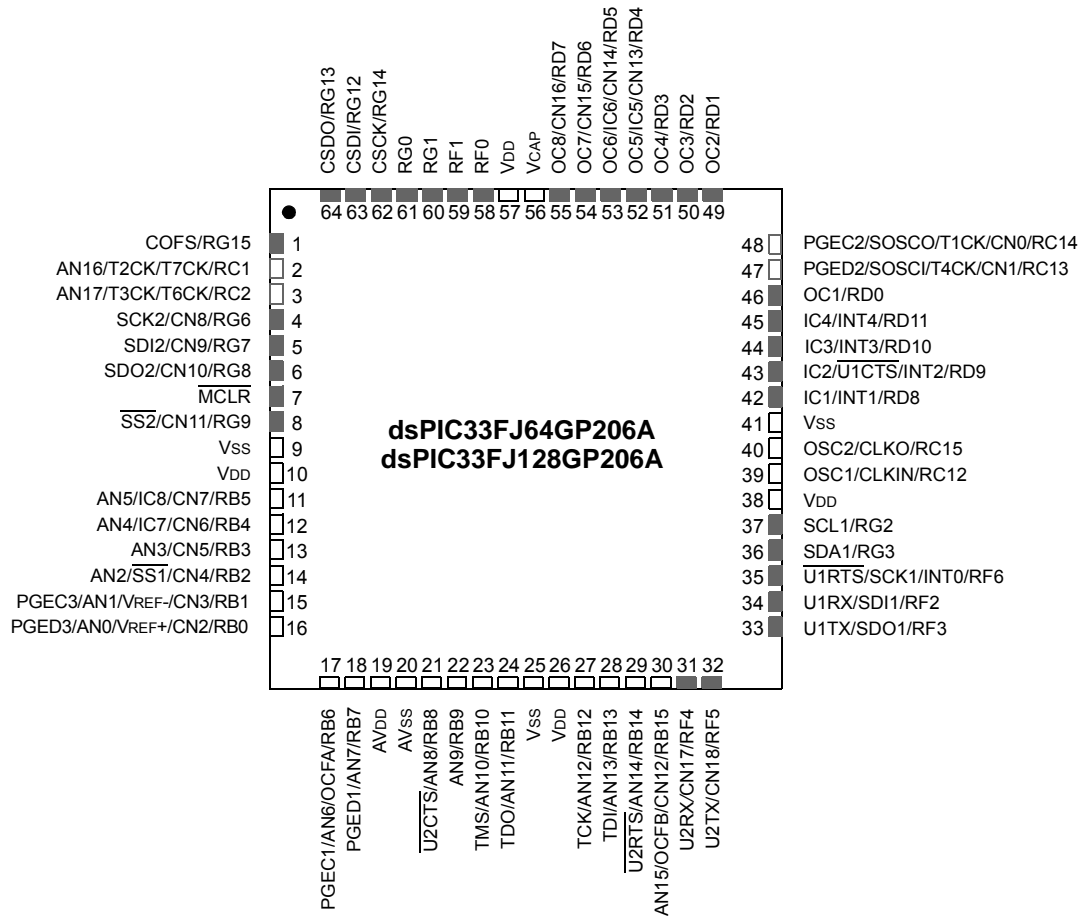 CSDO/RG13
CSDI/RG12
CSCK/RG14
RG0
RG1
RF1
RF0
VDD
VCAP
OC8/CN16/RD7
OC7/CN15/RD6
OC6/IC6/CN14/RD5
OC5/IC5/CN13/RD4
OC4/RD3
OC3/RD2
OC2/RD1
64 63 62 61 60 59 58 57 56 55 54 53 52 51 50 49
COFS/RG15 1
AN16/T2CK/T7CK/RC1 2
AN17/T3CK/T6CK/RC2 3
SCK2/CN8/RG6 4
SDI2/CN9/RG7 5
SDO2/CN10/RG8 6
MCLR 7
SS2/CN11/RG9 8
VSS 9
VDD 10
AN5/IC8/CN7/RB5 11
AN4/IC7/CN6/RB4 12
AN3/CN5/RB3 13
AN2/SS1/CN4/RB2 14
PGEC3/AN1/VREF-/CN3/RB1 15
PGED3/AN0/VREF+/CN2/RB0 16
dsPIC33FJ64GP206A
dsPIC33FJ128GP206A
48 PGEC2/SOSCO/T1CK/CN0/RC14
47 PGED2/SOSCI/T4CK/CN1/RC13
46 OC1/RD0
45 IC4/INT4/RD11
44 IC3/INT3/RD10
43 IC2/U1CTS/INT2/RD9
42 IC1/INT1/RD8
41 VSS
40 OSC2/CLKO/RC15
39 OSC1/CLKIN/RC12
38 VDD
37 SCL1/RG2
36 SDA1/RG3
35 U1RTS/SCK1/INT0/RF6
34 U1RX/SDI1/RF2
33 U1TX/SDO1/RF3
17 18 19 20 21 22 23 24 25 26 27 28 29 30 31 32
PGEC1/AN6/OCFA/RB6
PGED1/AN7/RB7
AVDD
AVSS
U2CTS/AN8/RB8
AN9/RB9
TMS/AN10/RB10
TDO/AN11/RB11
VSS
VDD
TCK/AN12/RB12
TDI/AN13/RB13
U2RTS/AN14/RB14
AN15/OCFB/CN12/RB15
U2RX/CN17/RF4
U2TX/CN18/RF5